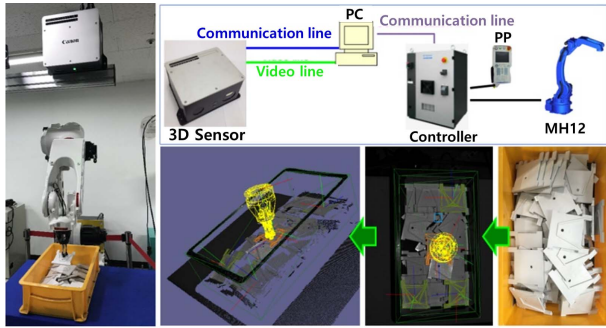 Canon
PC
Communication line
Communication line
PP
Video line
3D Sensor
Controller
MH12